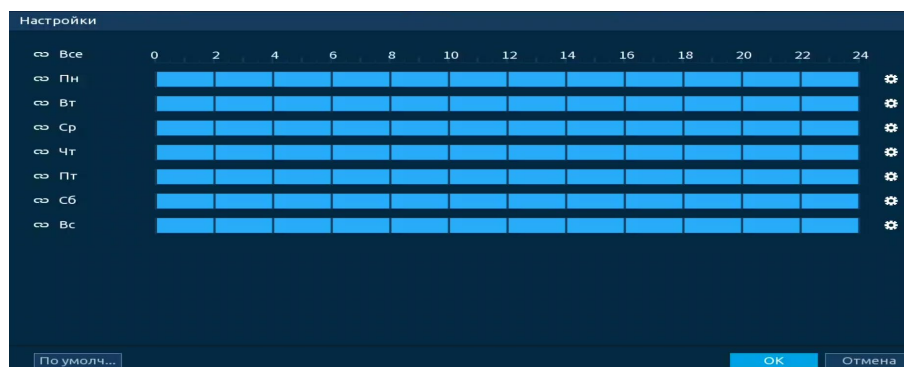 Настройки
Все 0 2 4 6 8 10 12 14 16 18 20 22 24
Пн
Вт
Ср
Чт
Пт
Сб
Вс
По умолч... OK Отмена